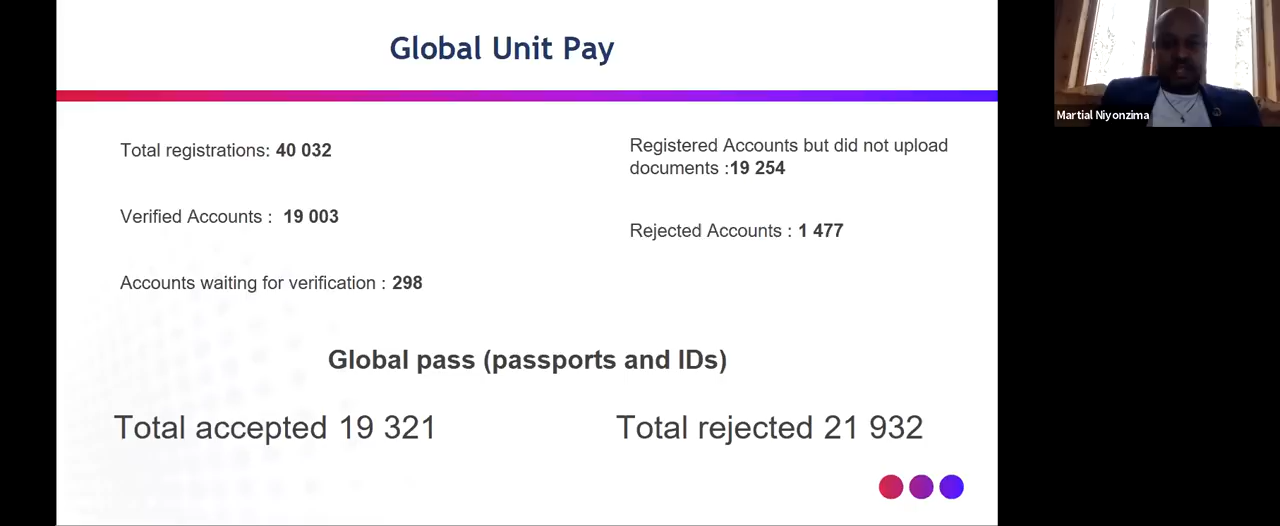 Global Unit Pay
Total registrations: 40 032
Verified Accounts : 19 003
Accounts waiting for verification : 298
Registered Accounts but did not upload
documents :19 254
Rejected Accounts : 1 477
Global pass (passports and IDs)
Total accepted 19 321
Total rejected 21 932
Martial Niyonzima